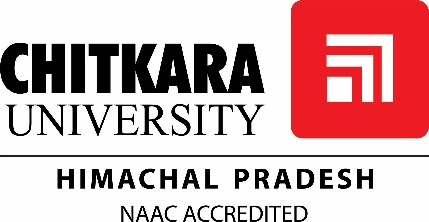 CHITKARA
UNIVERSITY
HIMACHAL PRADESH
NAAC ACCREDITED